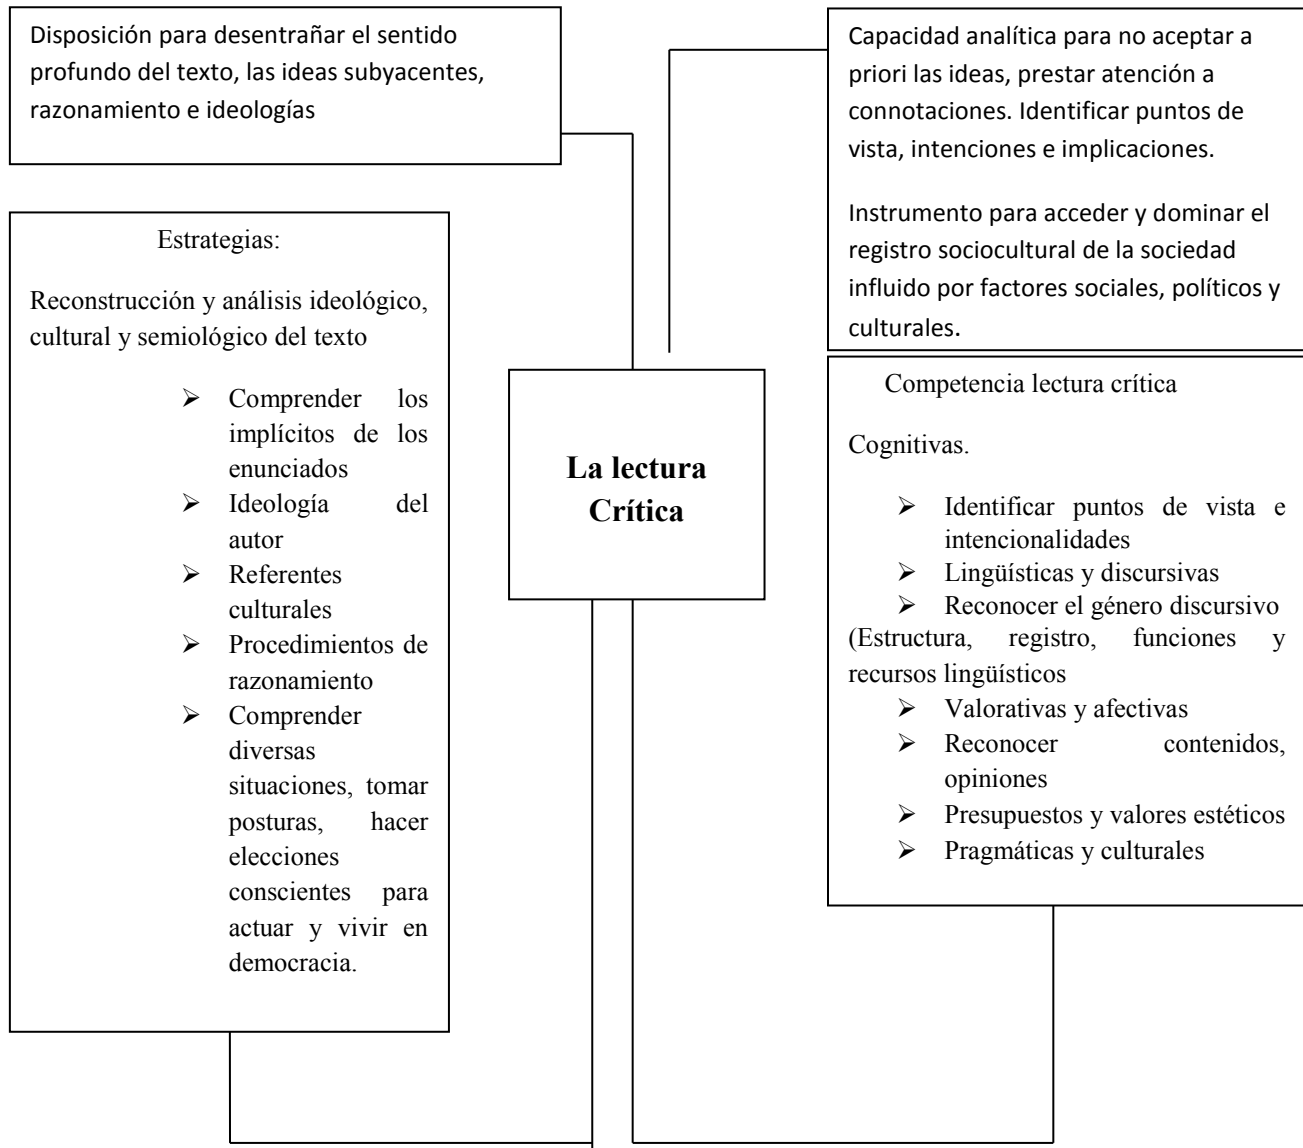 Disposición para desentrañar el sentido
profundo del texto, las ideas subyacentes,
razonamiento e ideologías
Capacidad analítica para no aceptar a
priori las ideas, prestar atención a
connotaciones. Identificar puntos de
vista, intenciones e implicaciones.
Instrumento para acceder y dominar el
registro sociocultural de la sociedad
influido por factores sociales, políticos y
culturales.
Estrategias:
Reconstrucción y análisis ideológico,
cultural y semiológico del texto
➢ Comprender los
implícitos de los
enunciados
➢ Ideología del
autor
➢ Referentes
culturales
➢ Procedimientos de
razonamiento
➢ Comprender
diversas
situaciones, tomar
posturas, hacer
elecciones
conscientes para
actuar y vivir en
democracia.
La lectura
Crítica
Competencia lectura crítica
Cognitivas.
➢ Identificar puntos de vista e
intencionalidades
➢ Lingüísticas y discursivas
➢ Reconocer el género discursivo
(Estructura, registro, funciones y
recursos lingüísticos
➢ Valorativas y afectivas
➢ Reconocer contenidos,
opiniones
➢ Presupuestos y valores estéticos
➢ Pragmáticas y culturales